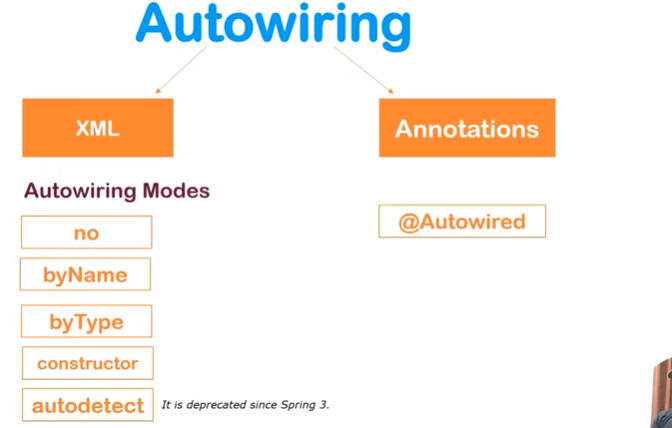 Autowiring
XML
Annotations
Autowiring Modes
no
@Autowired
byName
byType
constructor
autodetect It is deprecated since Spring 3.